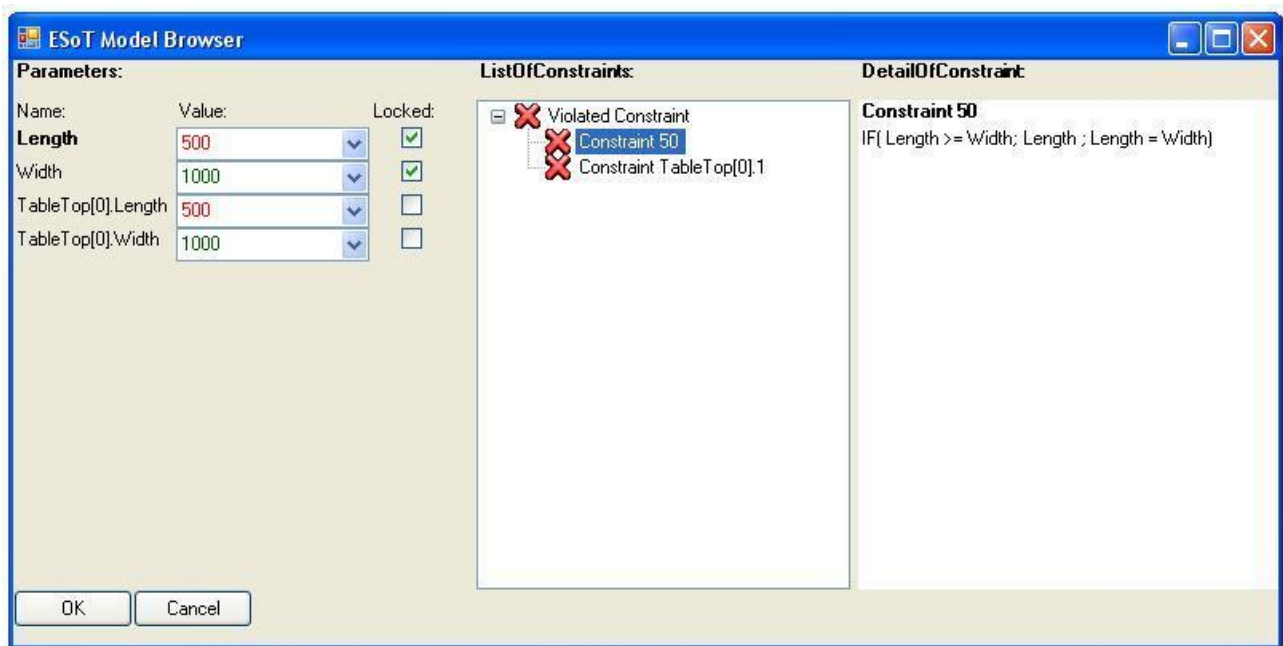 ESoT Model Browser
Parameters:
ListOfConstraints:
DetailOfConstraint:
Name: Value: Locked:
Length 500
Width 1000
TableTop[0].Length 500
TableTop[0].Width 1000
Violated Constraint
Constraint 50
Constraint TableTop[0].1
Constraint 50
IF( Length >= Width; Length ; Length = Width)
OK Cancel